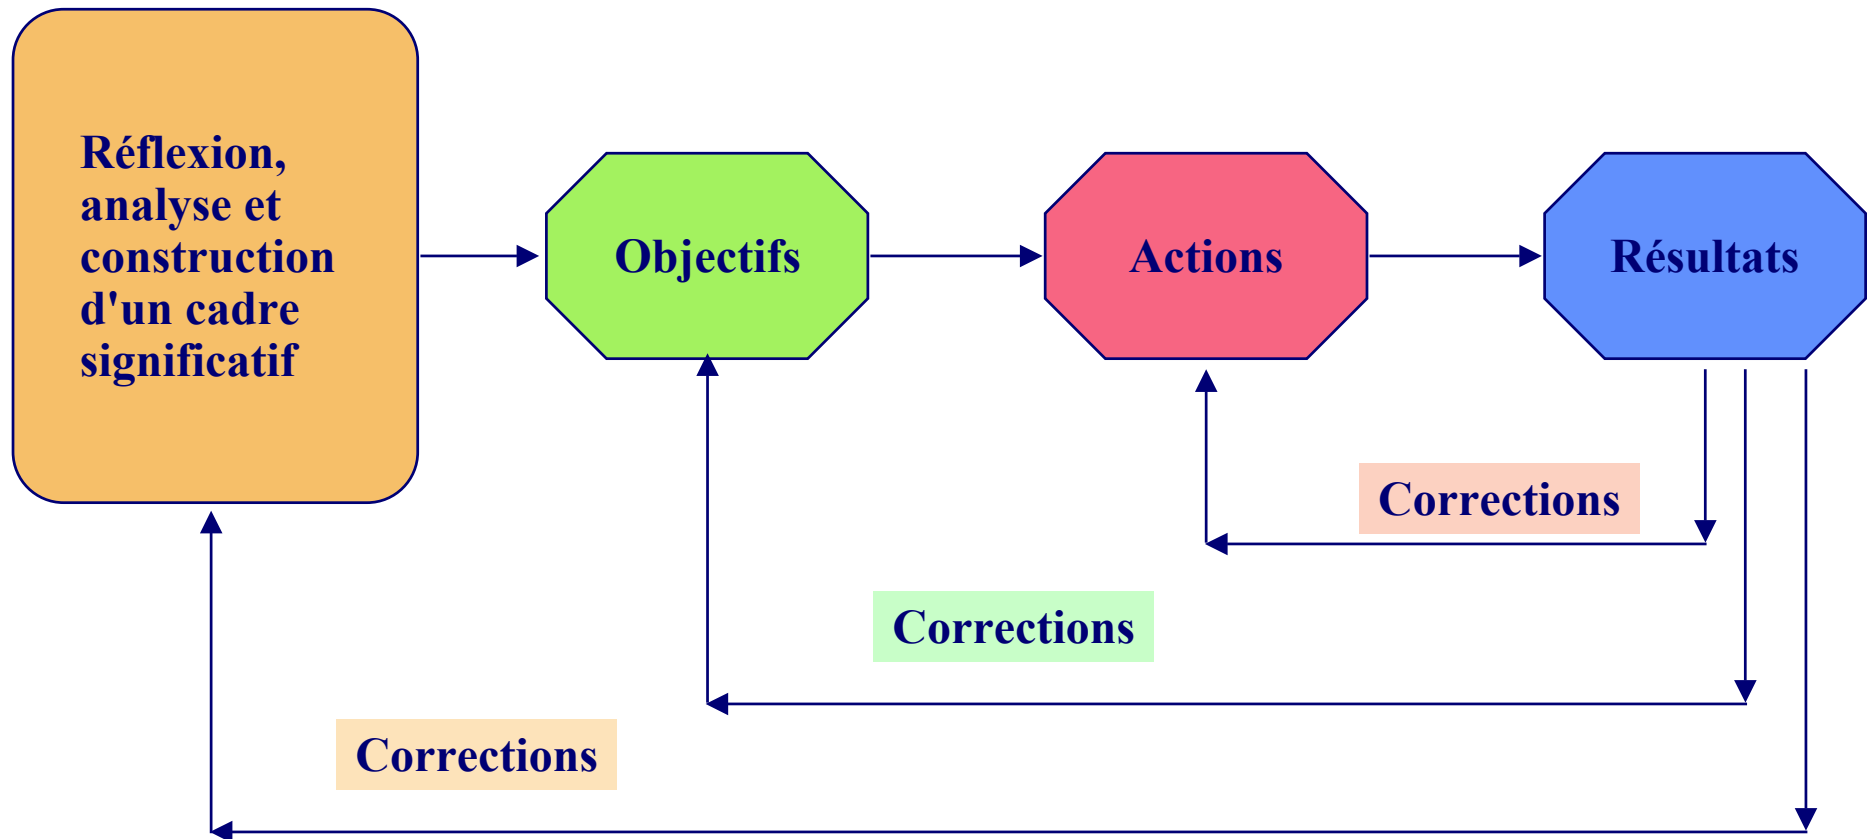 Réflexion,
analyse et
construction
d'un cadre
significatif
Objectifs
Actions
Résultats
Corrections
Corrections
Corrections